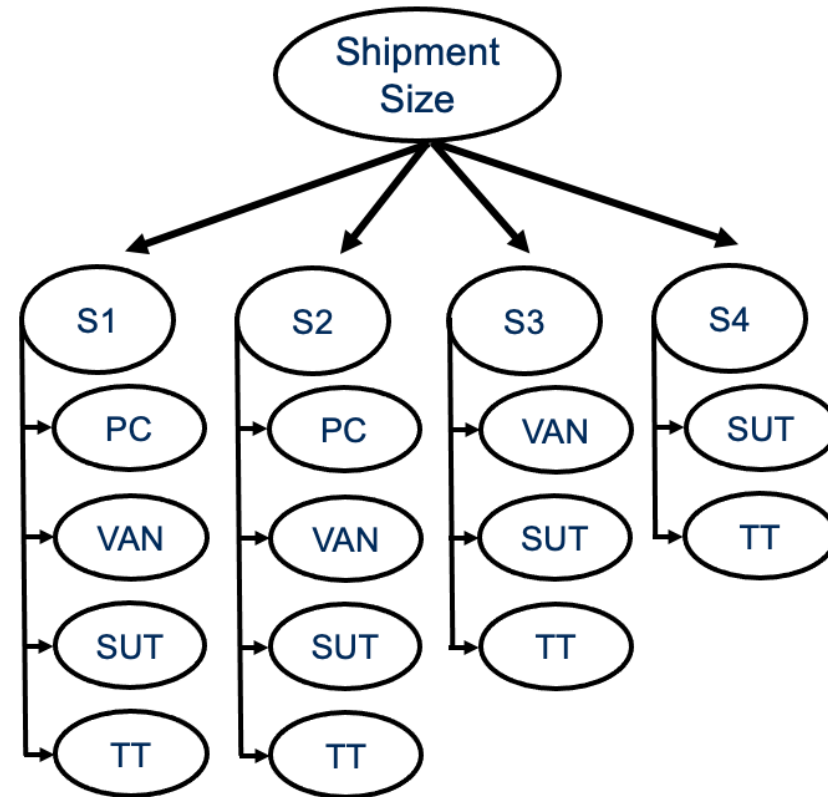 Shipment
Size
S1
S2
S3
S4
PC
PC
VAN
SUT
VAN
VAN
SUT
TT
SUT
SUT
TT
TT
TT